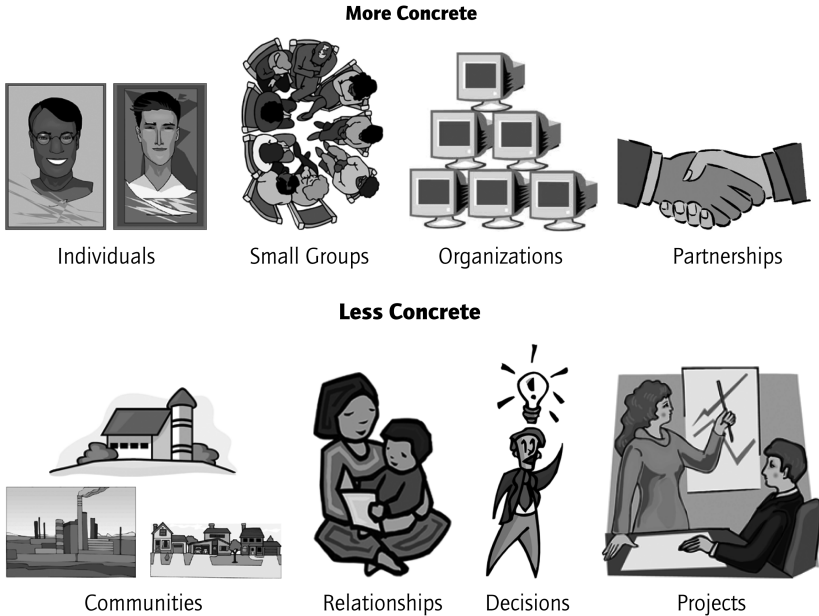 More Concrete
Individuals
Small Groups
Organizations
Partnerships
Less Concrete
Communities
Relationships
Decisions
Projects